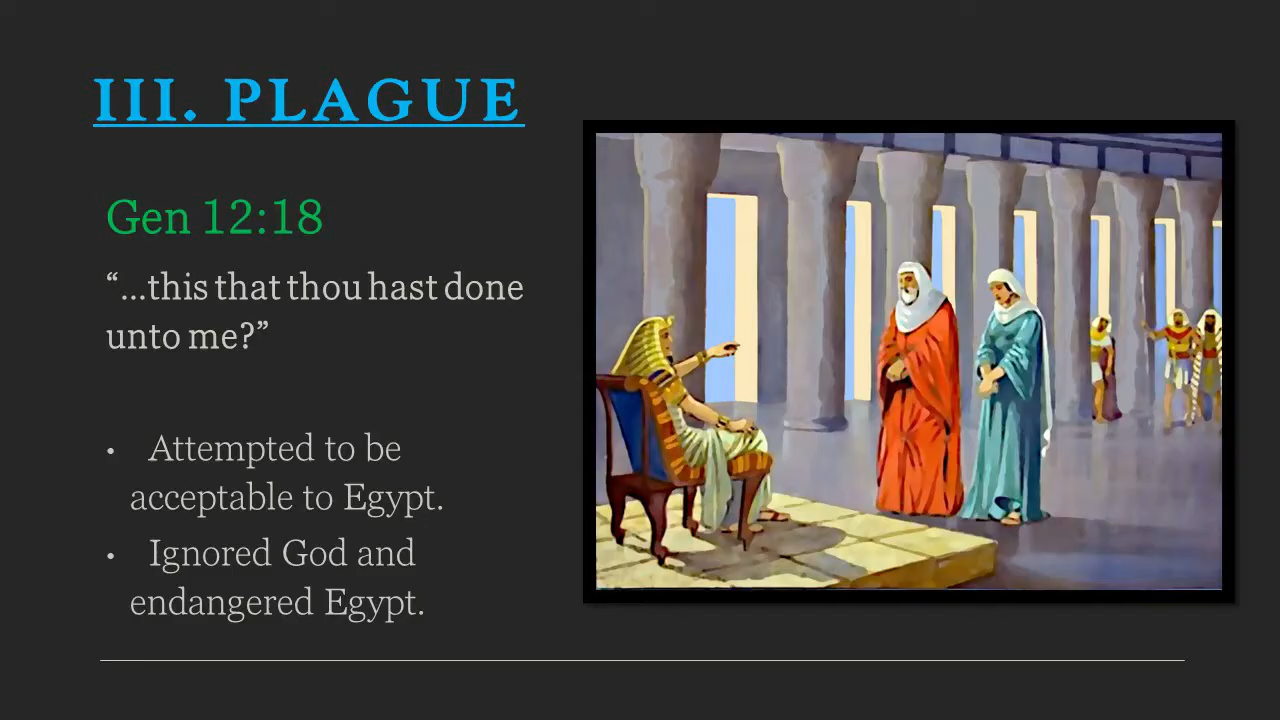 III. PLAGUE
Gen 12:18
“…this that thou hast done
unto me?”
• Attempted to be
acceptable to Egypt.
• Ignored God and
endangered Egypt.